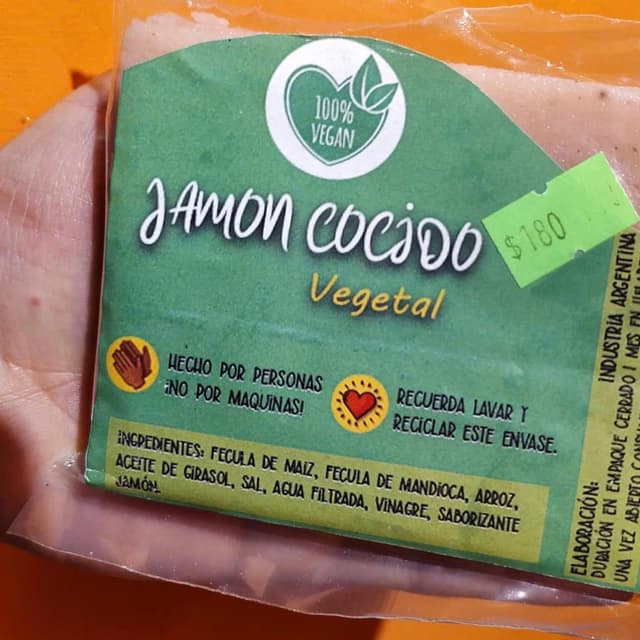 100%
VEGAN
JAMON COCIDO
Vegetal
$180
HECHO POR PERSONAS
¡NO POR MAQUINAS!
RECUERDA LAVAR Y
RECICLAR ESTE ENVASE.
INGREDIENTES: FECULA DE MAIZ, FECULA DE MANDIOCA, ARROZ,
ACEITE DE GIRASOL, SAL, AGUA FILTRADA, VINAGRE, SABORIZANTE
JAMÓN.
INDUSTRIA ARGENTINA
ELABORACIÓN:
DURACIÓN EN EMPAQUE CERRADO 1 MES EN
UNA VEZ ABIERTO